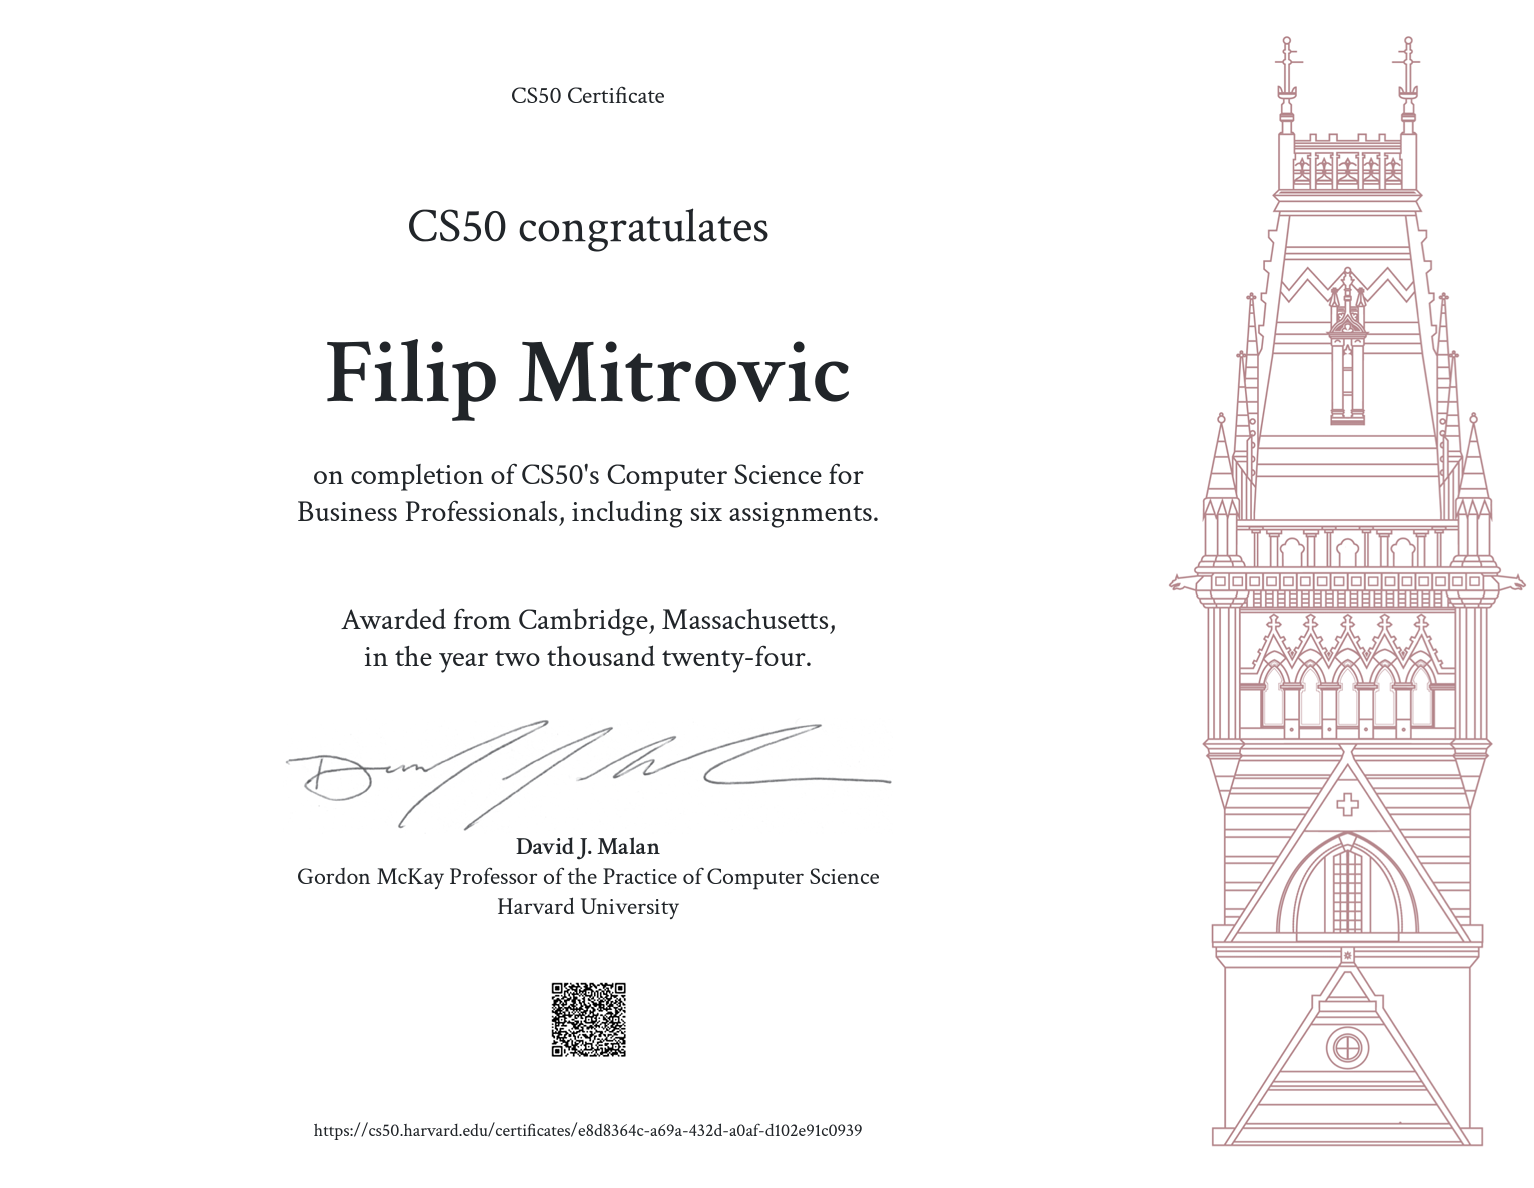 CS50 Certificate
CS50 congratulates
Filip Mitrovic
on completion of CS50's Computer Science for
Business Professionals, including six assignments.
Awarded from Cambridge, Massachusetts,
in the year two thousand twenty-four.
David J. Malan
Gordon McKay Professor of the Practice of Computer Science
Harvard University
https://cs50.harvard.edu/certificates/e8d8364c-a69a-432d-a0af-d102e91c0939